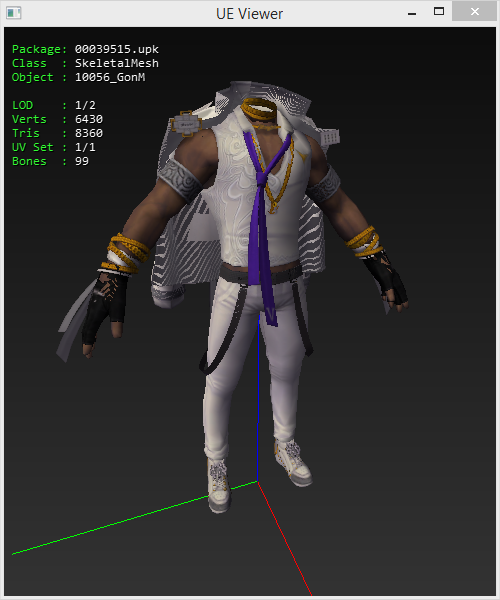 UE Viewer
Package: 00039515.upk
Class : SkeletalMesh
Object : 10056_GonM
LOD : 1/2
Verts : 6430
Tris : 8360
UV Set : 1/1
Bones : 99